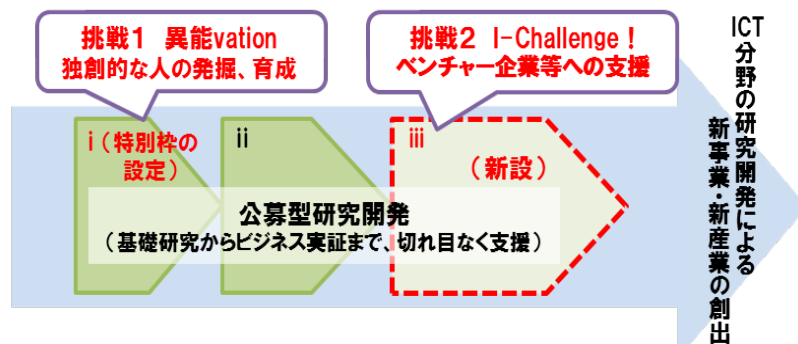 挑戦1 異能vation
独創的な人の発掘、育成
挑戦2 I-Challenge！
ベンチャー企業等への支援
i（特別枠の
設定）
ii
iii
（新設）
公募型研究開発
（基礎研究からビジネス実証まで、切れ目なく支援）
ICT分野の研究開発による
新事業・新産業の創出